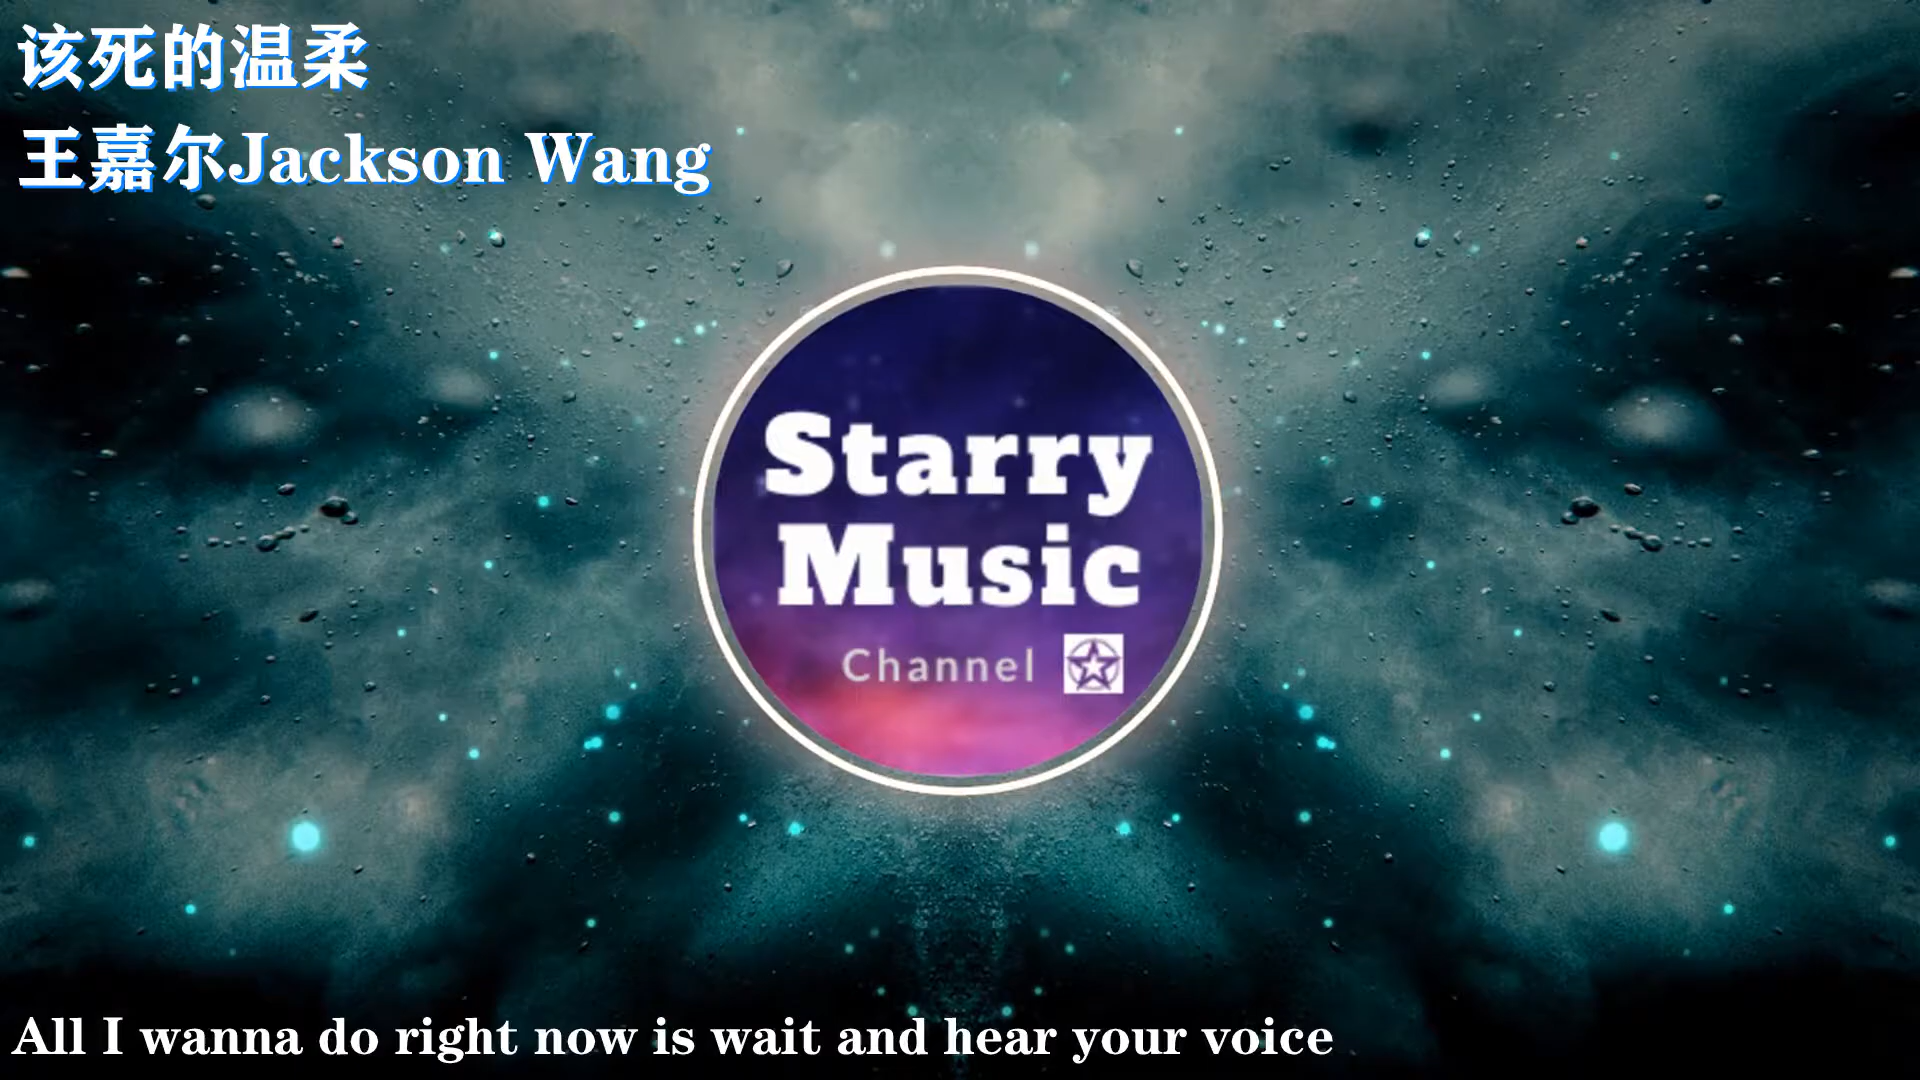 该死的温柔
王嘉尔Jackson Wang
Starry
Music
Channel
All I wanna do right now is wait and hear your voice